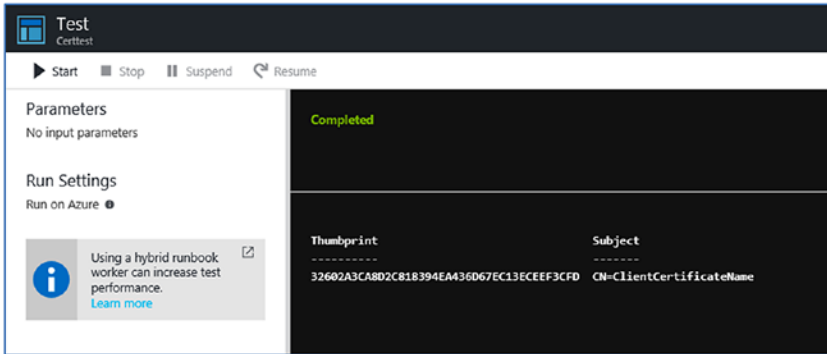 Test
Certtest
Start Stop Suspend Resume
Parameters
No input parameters
Run Settings
Run on Azure
Using a hybrid runbook
worker can increase test
performance.
Learn more
Completed
Thumbprint Subject
---------- -------
32602A3CA8D2C818394EA436D67EC13ECEEF3CFD CN=ClientCertificateName